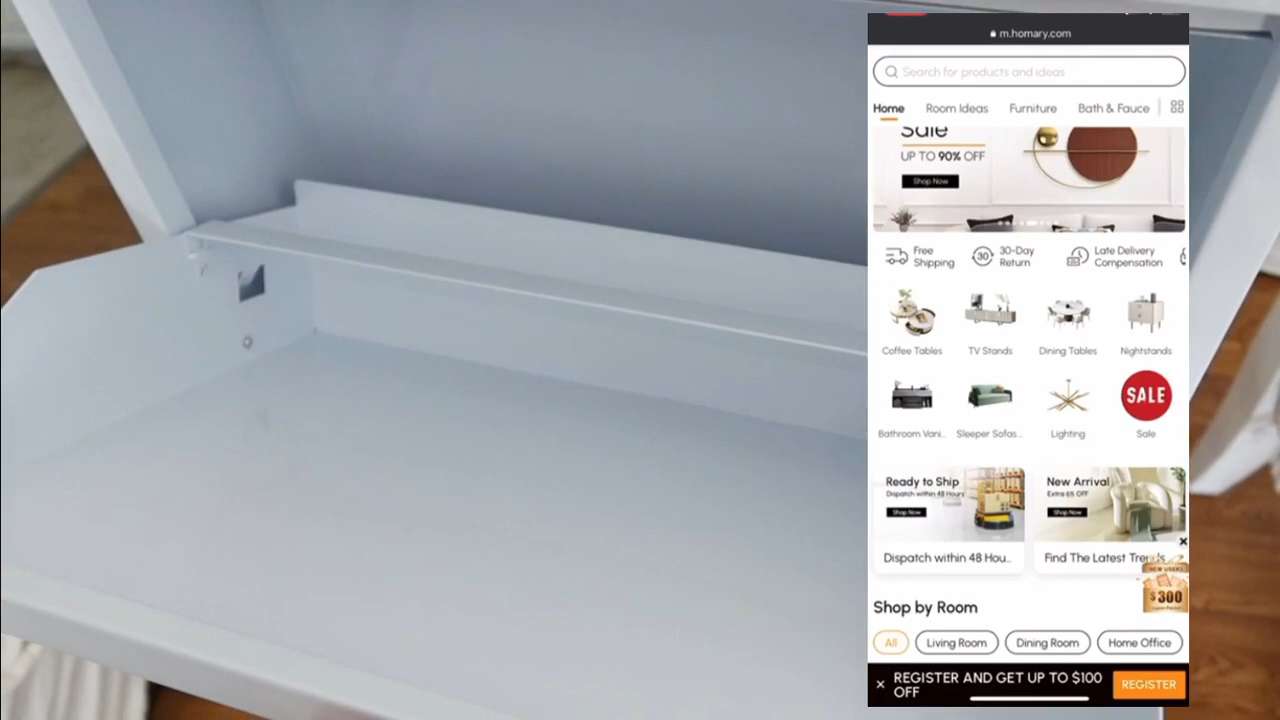 m.homary.com
Search for products and ideas
Home Room Ideas Furniture Bath & Fauce
Sale
UP TO 90% OFF
Shop Now
Free
Shipping
30
30-Day
Return
Late Delivery
Compensation
Coffee Tables TV Stands Dining Tables Nightstands
SALE
Bathroom Vani... Sleeper Sofas... Lighting Sale
Ready to Ship
Dispatch within 48 Hours
Shop Now
Dispatch within 48 Hou...
New Arrival
Extra 6% OFF
Shop Now
Find The Latest Tre
NEW USERS
$300
Shop by Room
All Living Room Dining Room Home Office
REGISTER AND GET UP TO $100
OFF
REGISTER